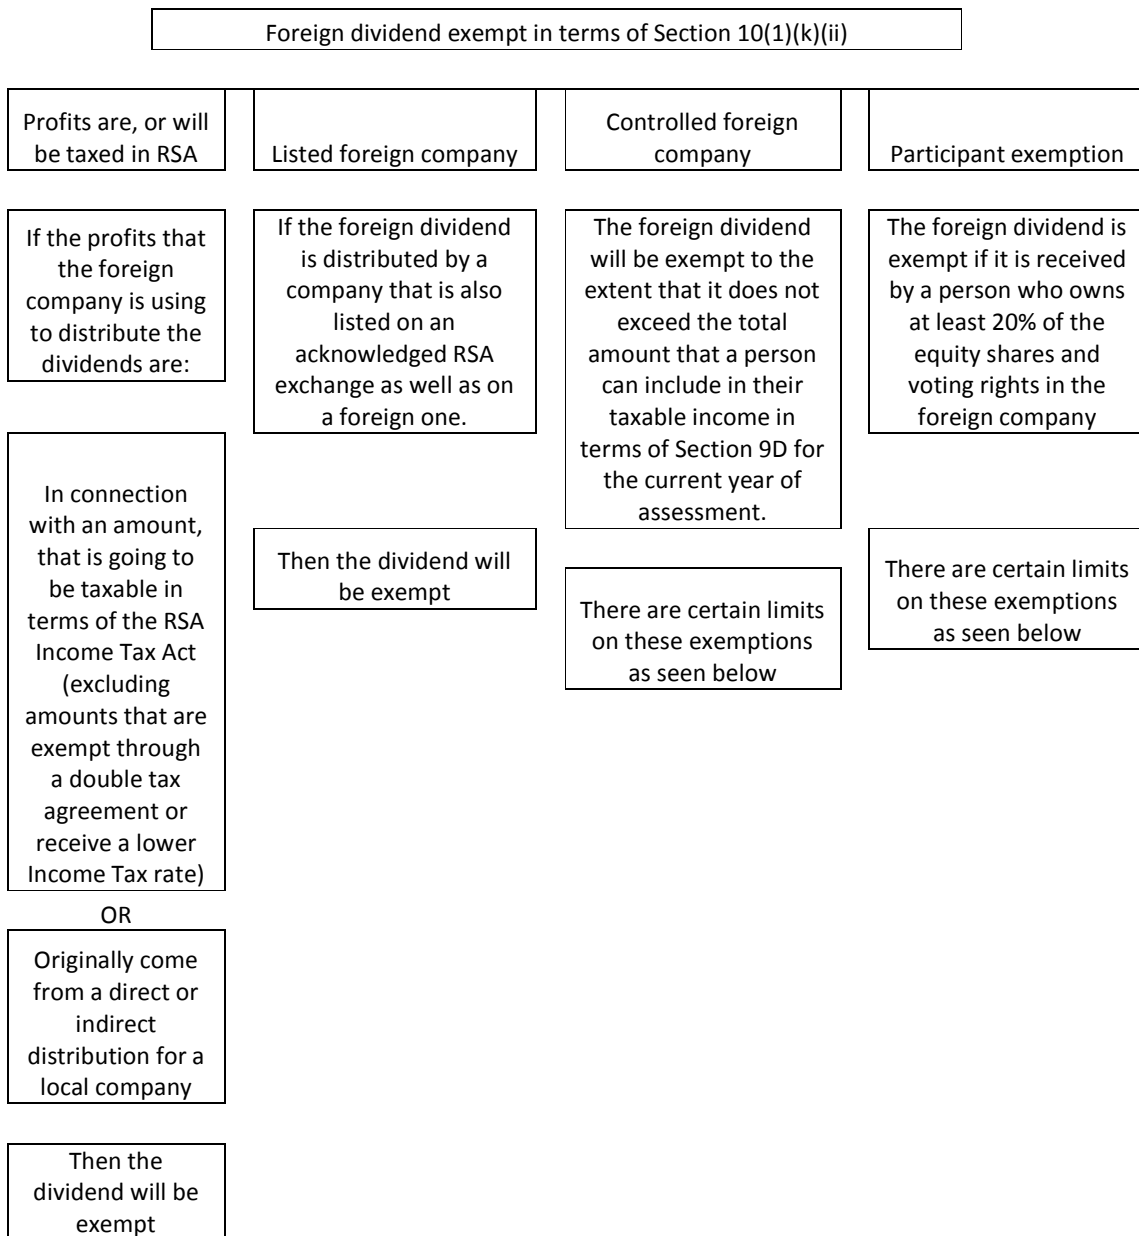 Foreign dividend exempt in terms of Section 10(1)(k)(ii)
Profits are, or will
be taxed in RSA
Listed foreign company
Controlled foreign
company
Participant exemption
If the profits that
the foreign
company is using
to distribute the
dividends are:
If the foreign dividend
is distributed by a
company that is also
listed on an
acknowledged RSA
exchange as well as on
a foreign one.
The foreign dividend
will be exempt to the
extent that it does not
exceed the total
amount that a person
can include in their
taxable income in
terms of Section 9D for
the current year of
assessment.
The foreign dividend is
exempt if it is received
by a person who owns
at least 20% of the
equity shares and
voting rights in the
foreign company
In connection
with an amount,
that is going to
be taxable in
terms of the RSA
Income Tax Act
(excluding
amounts that are
exempt through
a double tax
agreement or
receive a lower
Income Tax rate)
Then the dividend will
be exempt
There are certain limits
on these exemptions
as seen below
There are certain limits
on these exemptions
as seen below
OR
Originally come
from a direct or
indirect
distribution for a
local company
Then the
dividend will be
exempt